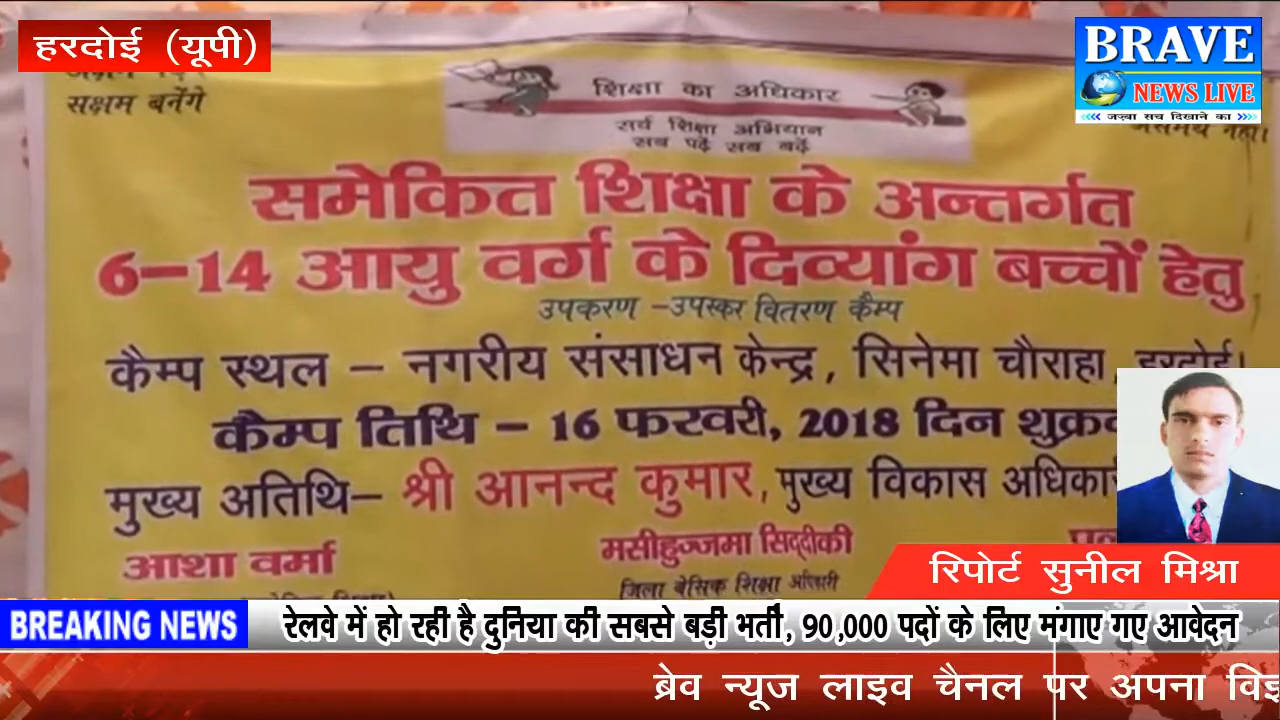 हरदोई (यूपी)
BRAVE
NEWS LIVE
जज़्बा सच दिखाने का
सक्षम बनेंगे
शिक्षा का अधिकार
सर्व शिक्षा अभियान
सब पढ़ें सब बढ़ें
समेकित शिक्षा के अन्तर्गत
6–14 आयु वर्ग के दिव्यांग बच्चों हेतु
उपकरण –उपस्कर वितरण कैम्प
कैम्प स्थल – नगरीय संसाधन केन्द्र, सिनेमा चौराहा, हरदोई।
कैम्प तिथि – 16 फरवरी, 2018 दिन
मुख्य अतिथि– श्री आनन्द कुमार, मुख्य विकास
आशा वर्मा
मसीहुज्जमा सिद्दीकी
जिला बेसिक शिक्षा
रिपोर्ट सुनील मिश्रा
BREAKING NEWS
रेलवे में हो रही है दुनिया की सबसे बड़ी भर्ती, 90,000 पदों के लिए मंगाए गए आवेदन
ब्रेव न्यूज लाइव चैनल पर अपना